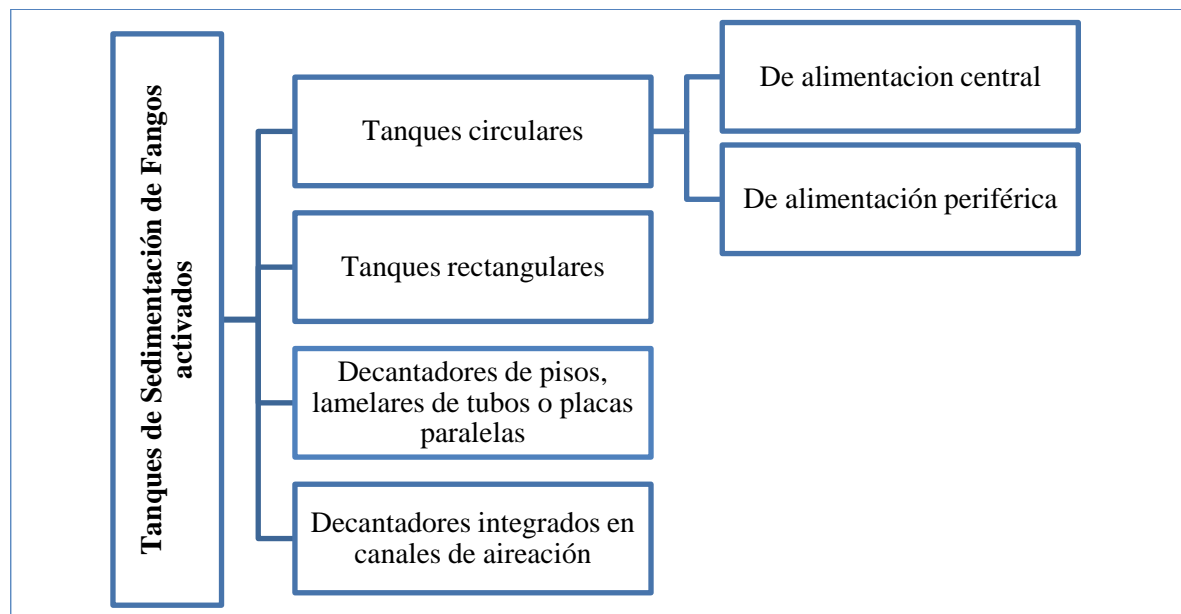 Tanques de Sedimentación de Fangos
activados
Tanques circulares
De alimentacion central
De alimentación periférica
Tanques rectangulares
Decantadores de pisos,
lamelares de tubos o placas
paralelas
Decantadores integrados en
canales de aireación